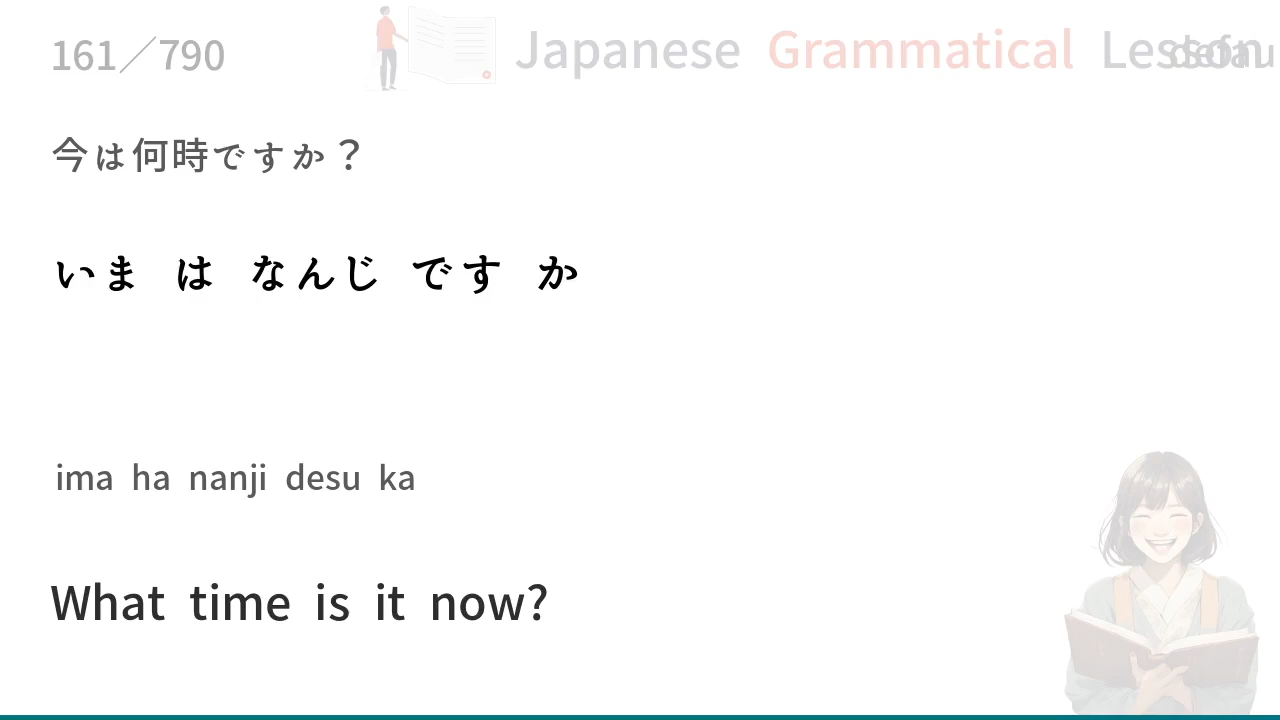 161／790
Japanese Grammatical Lesson
今は何時ですか？
いま は なんじ です か
ima ha nanji desu ka
What time is it now?